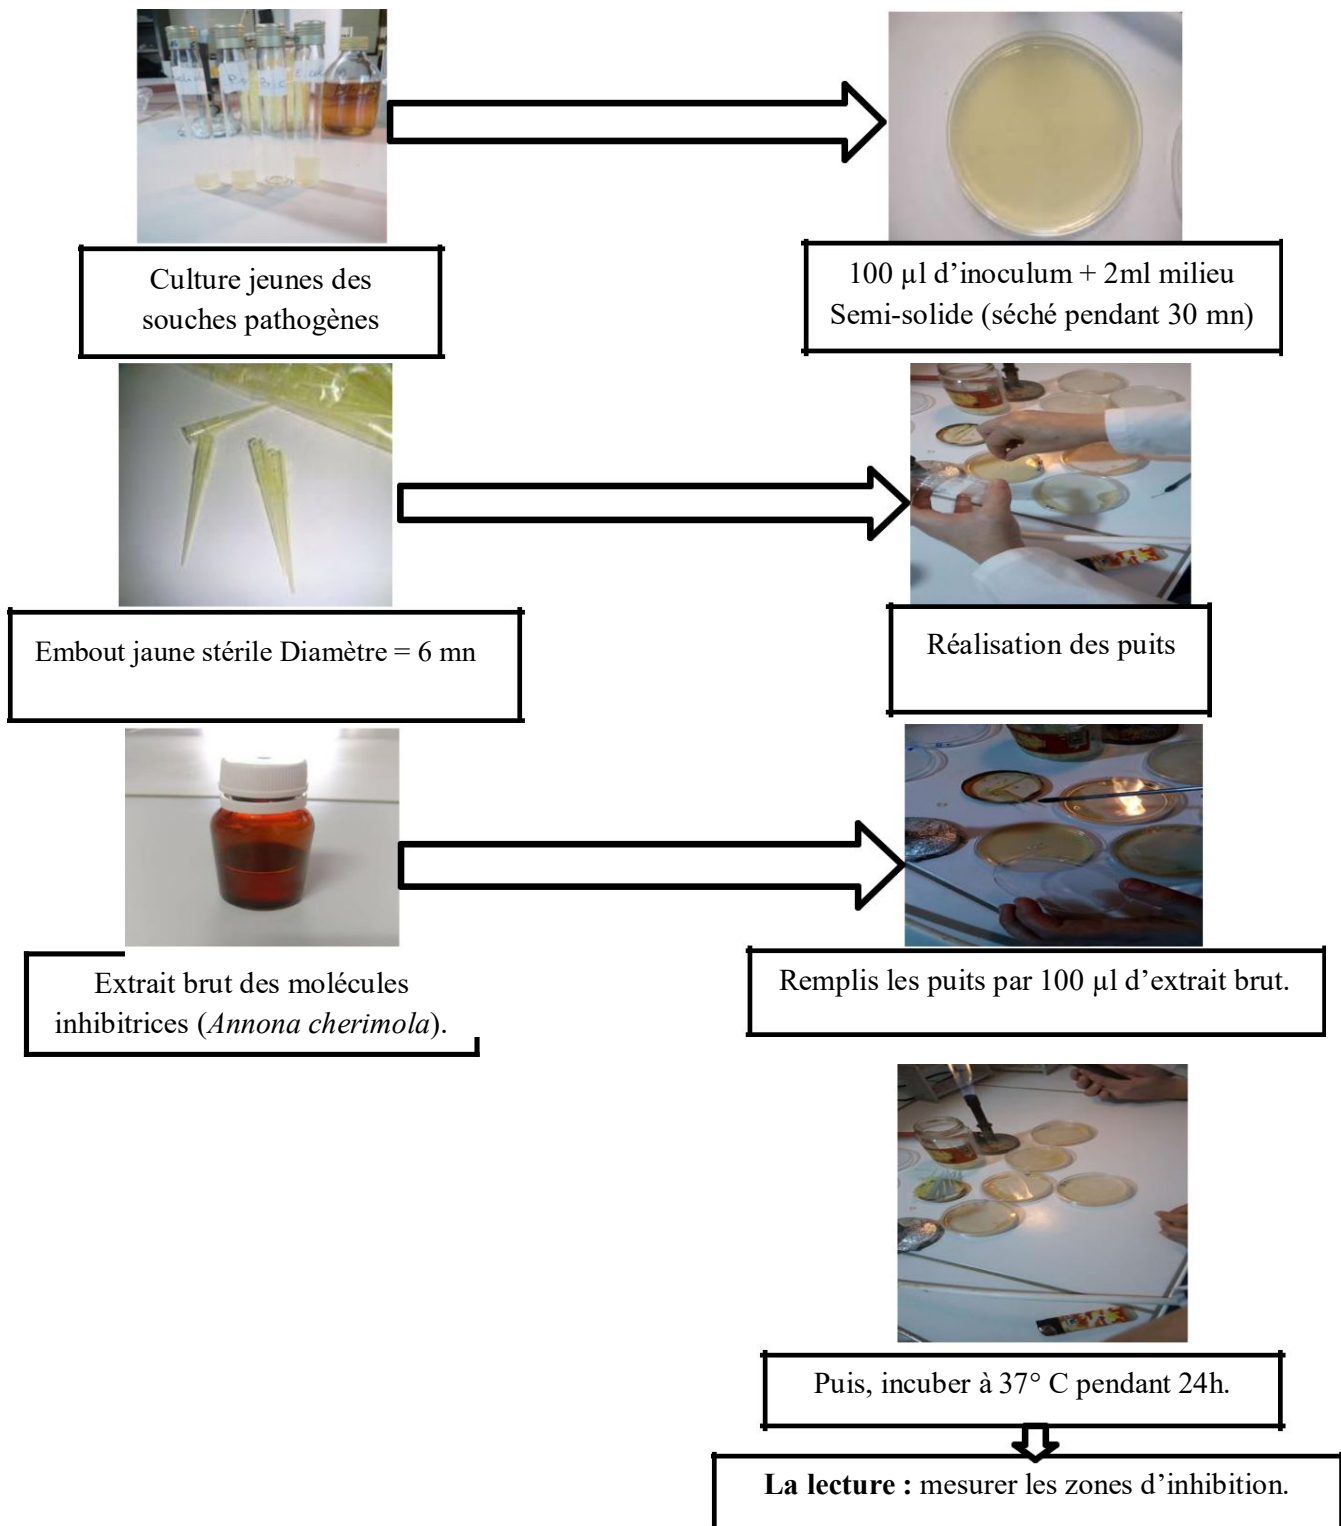 Culture jeunes des
souches pathogènes
100 µl d’inoculum + 2ml milieu
Semi-solide (séché pendant 30 mn)
Embout jaune stérile Diamètre = 6 mn
Réalisation des puits
Extrait brut des molécules
inhibitrices (Annona cherimola).
Remplis les puits par 100 µl d’extrait brut.
Puis, incuber à 37° C pendant 24h.
La lecture : mesurer les zones d’inhibition.